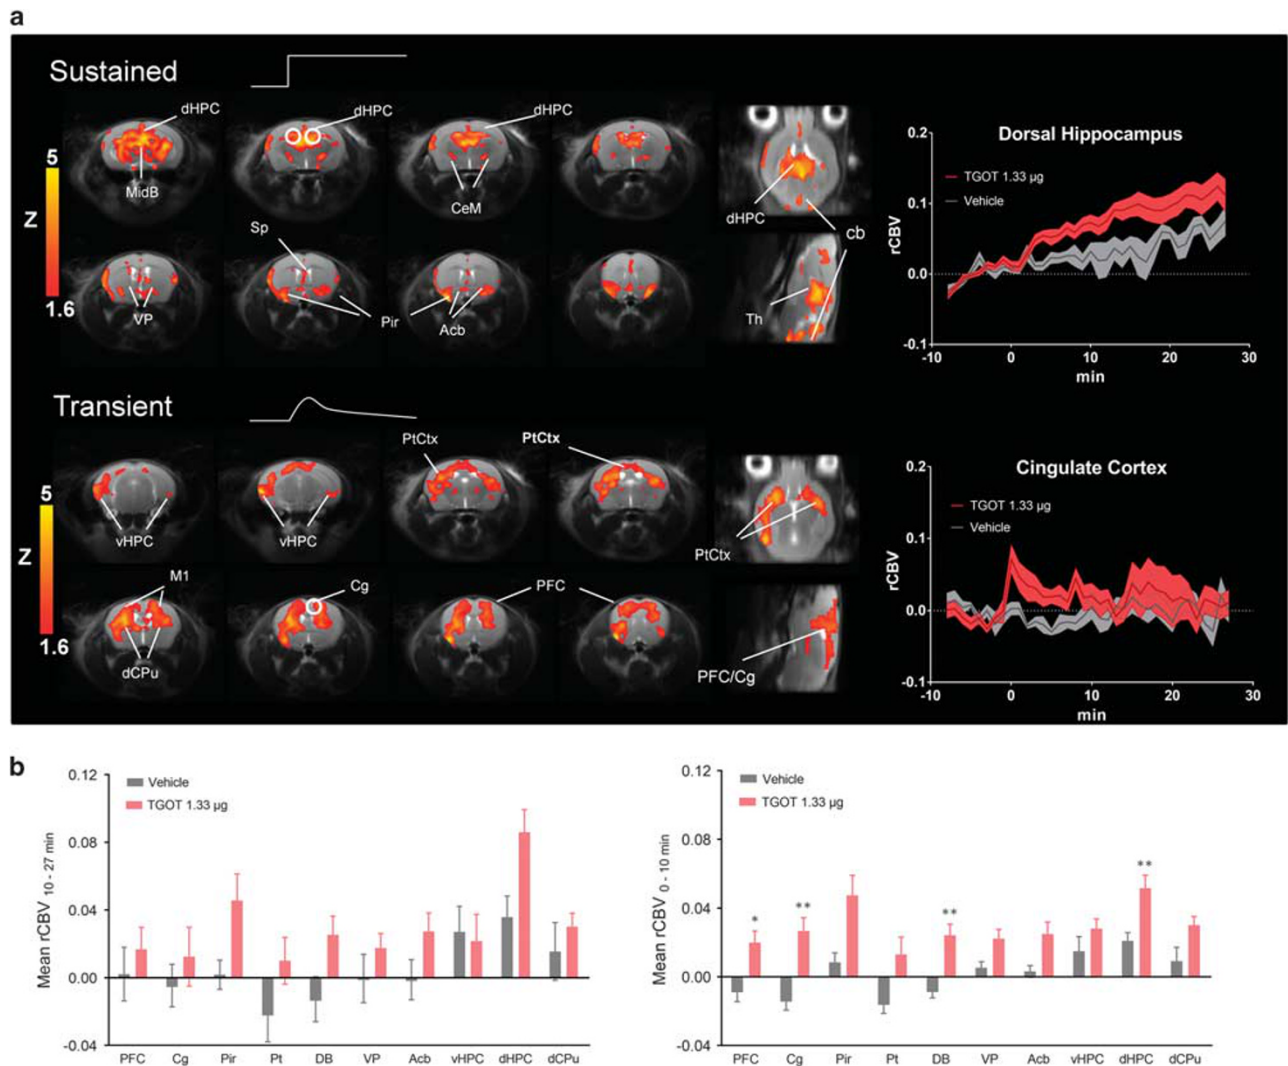 a
Sustained
dHPC
dHPC
dHPC
MidB
CeM
dHPC
cb
Sp
VP
Pir
Acb
Th
5
Z
1.6
Dorsal Hippocampus
TGOT 1.33 µg
Vehicle
rCBV
0.2
0.1
0.0
-0.1
-10 0 10 20 30
min
Transient
PtCtx
PtCtx
vHPC
vHPC
PtCtx
M1
Cg
PFC
dCPu
PFC/Cg
5
Z
1.6
Cingulate Cortex
TGOT 1.33 µg
Vehicle
rCBV
0.2
0.1
0.0
-0.1
-10 0 10 20 30
min
b
Vehicle
TGOT 1.33 µg
Mean rCBV 10 - 27 min
0.12
0.08
0.04
0.00
-0.04
PFC Cg Pir Pt DB VP Acb vHPC dHPC dCPu
Vehicle
TGOT 1.33 µg
Mean rCBV 0 - 10 min
0.12
0.08
0.04
0.00
-0.04
* ** ** **
PFC Cg Pir Pt DB VP Acb vHPC dHPC dCPu